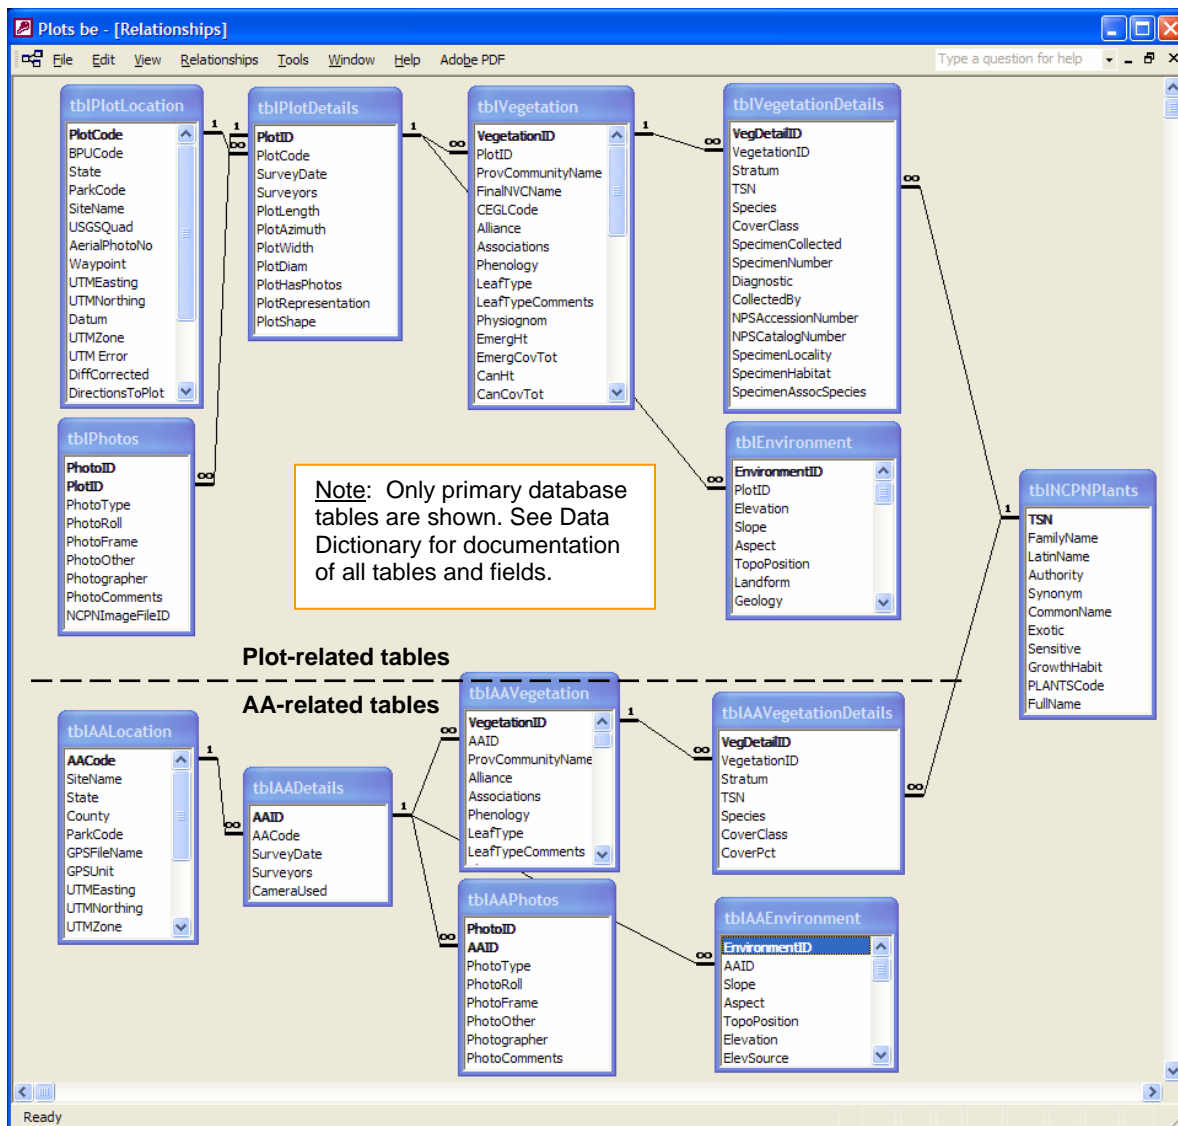 Plots be - [Relationships]
File Edit View Relationships Tools Window Help Adobe PDF
Type a question for help
tblPlotLocation
PlotCode
BPUCode
State
ParkCode
SiteName
USGSQuad
AerialPhotoNo
Waypoint
UTMEasting
UTMNorthing
Datum
UTMZone
UTM Error
DiffCorrected
DirectionsToPlot
1
∞
tblPlotDetails
PlotID
PlotCode
SurveyDate
Surveyors
PlotLength
PlotAzimuth
PlotWidth
PlotDiam
PlotHasPhotos
PlotRepresentation
PlotShape
1
1
∞
tblVegetation
VegetationID
PlotID
ProvCommunityName
FinalNVCName
CEGLCode
Alliance
Associations
Phenology
LeafType
LeafTypeComments
Physiognom
EmergHt
EmergCovTot
CanHt
CanCovTot
1
∞
tblVegetationDetails
VegDetailID
VegetationID
Stratum
TSN
Species
CoverClass
SpecimenCollected
SpecimenNumber
Diagnostic
CollectedBy
NPSAccessionNumber
NPSCatalogNumber
SpecimenLocality
SpecimenHabitat
SpecimenAssocSpecies
∞
tblPhotos
PhotoID
PlotID
PhotoType
PhotoRoll
PhotoFrame
PhotoOther
Photographer
PhotoComments
NCPNImageFileID
∞
Note: Only primary database
tables are shown. See Data
Dictionary for documentation
of all tables and fields.
∞
tblEnvironment
EnvironmentID
PlotID
Elevation
Slope
Aspect
TopoPosition
Landform
Geology
1
tblNCPNPlants
TSN
FamilyName
LatinName
Authority
Synonym
CommonName
Exotic
Sensitive
GrowthHabit
PLANTSCode
FullName
Plot-related tables
AA-related tables
tblAALocation
AACode
SiteName
State
County
ParkCode
GPSFileName
GPSUnit
UTMEasting
UTMNorthing
UTMZone
1
∞
tblAADetails
AAID
AACode
SurveyDate
Surveyors
CameraUsed
1
∞
tblAAVegetation
VegetationID
AAID
ProvCommunityName
Alliance
Associations
Phenology
LeafType
LeafTypeComments
1
∞
tblAAVegetationDetails
VegDetailID
VegetationID
Stratum
TSN
Species
CoverClass
CoverPct
∞
∞
tblAAPhotos
PhotoID
AAID
PhotoType
PhotoRoll
PhotoFrame
PhotoOther
Photographer
PhotoComments
∞
tblAAEnvironment
EnvironmentID
AAID
Slope
Aspect
TopoPosition
Elevation
ElevSource
Ready